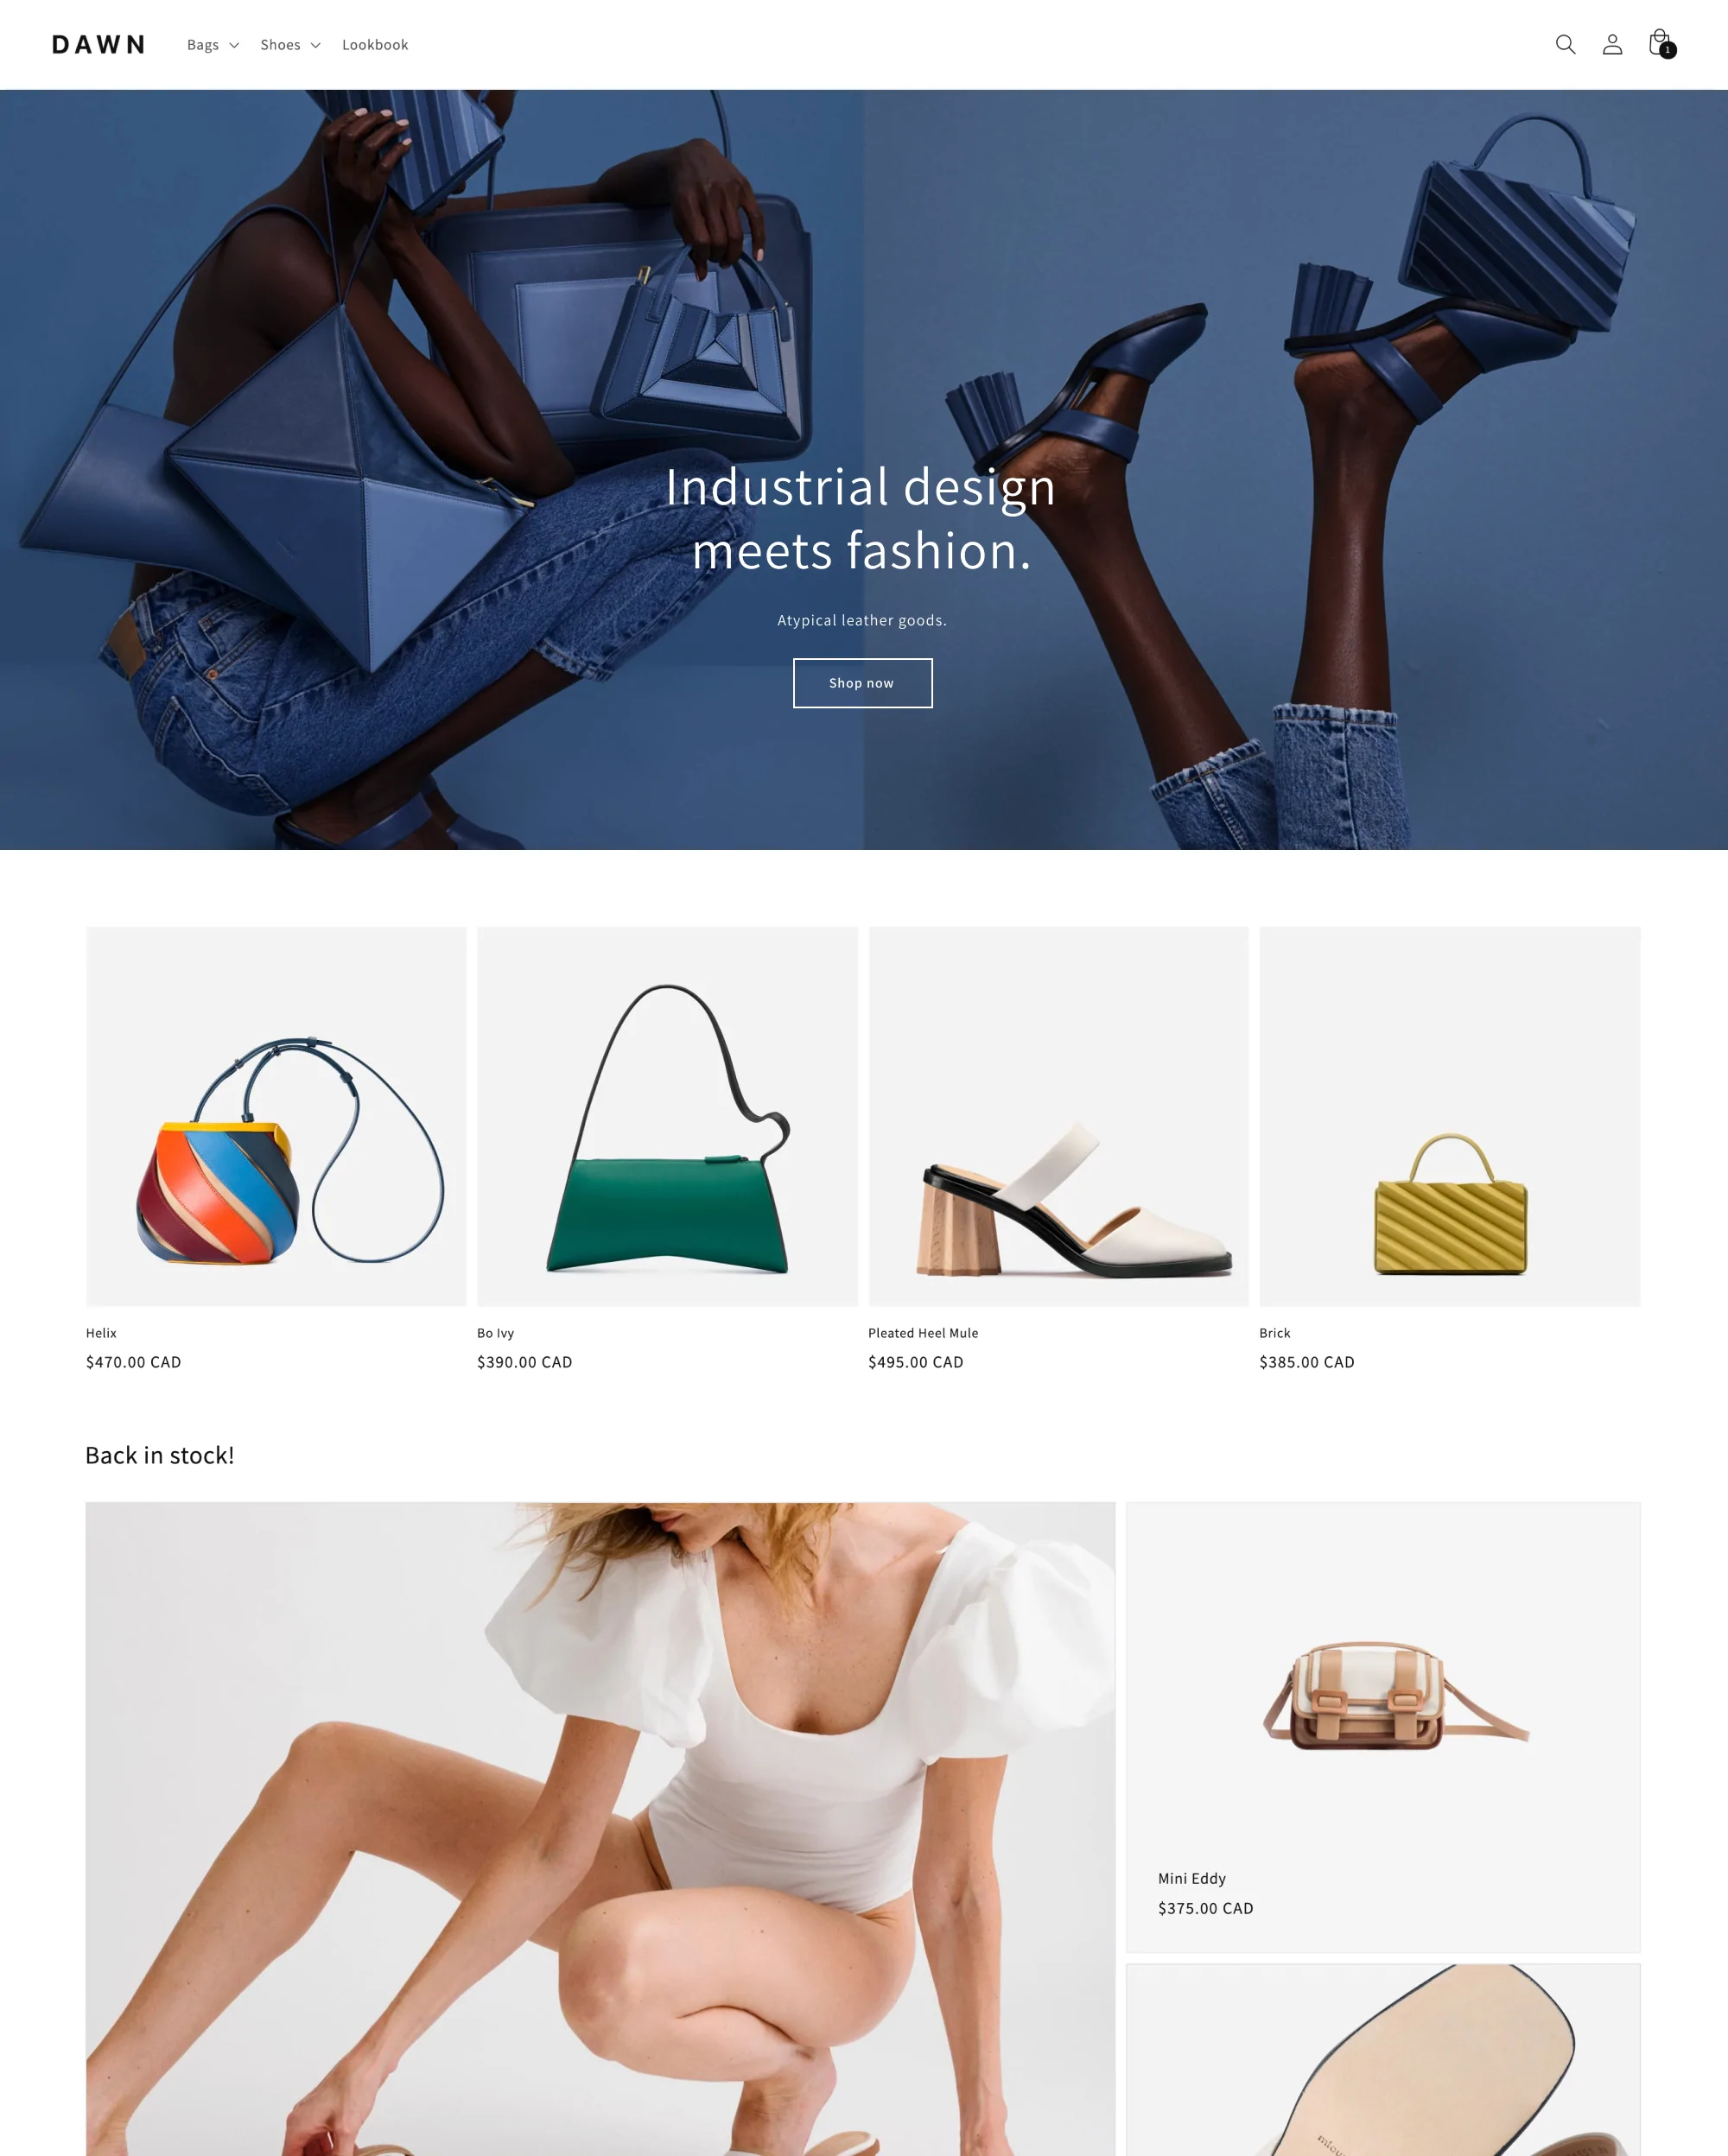 DAWN
Bags
Shoes
Lookbook
1
Industrial design
meets fashion.
Atypical leather goods.
Shop now
Helix
$470.00 CAD
Bo Ivy
$390.00 CAD
Pleated Heel Mule
$495.00 CAD
Brick
$385.00 CAD
Back in stock!
Mini Eddy
$375.00 CAD